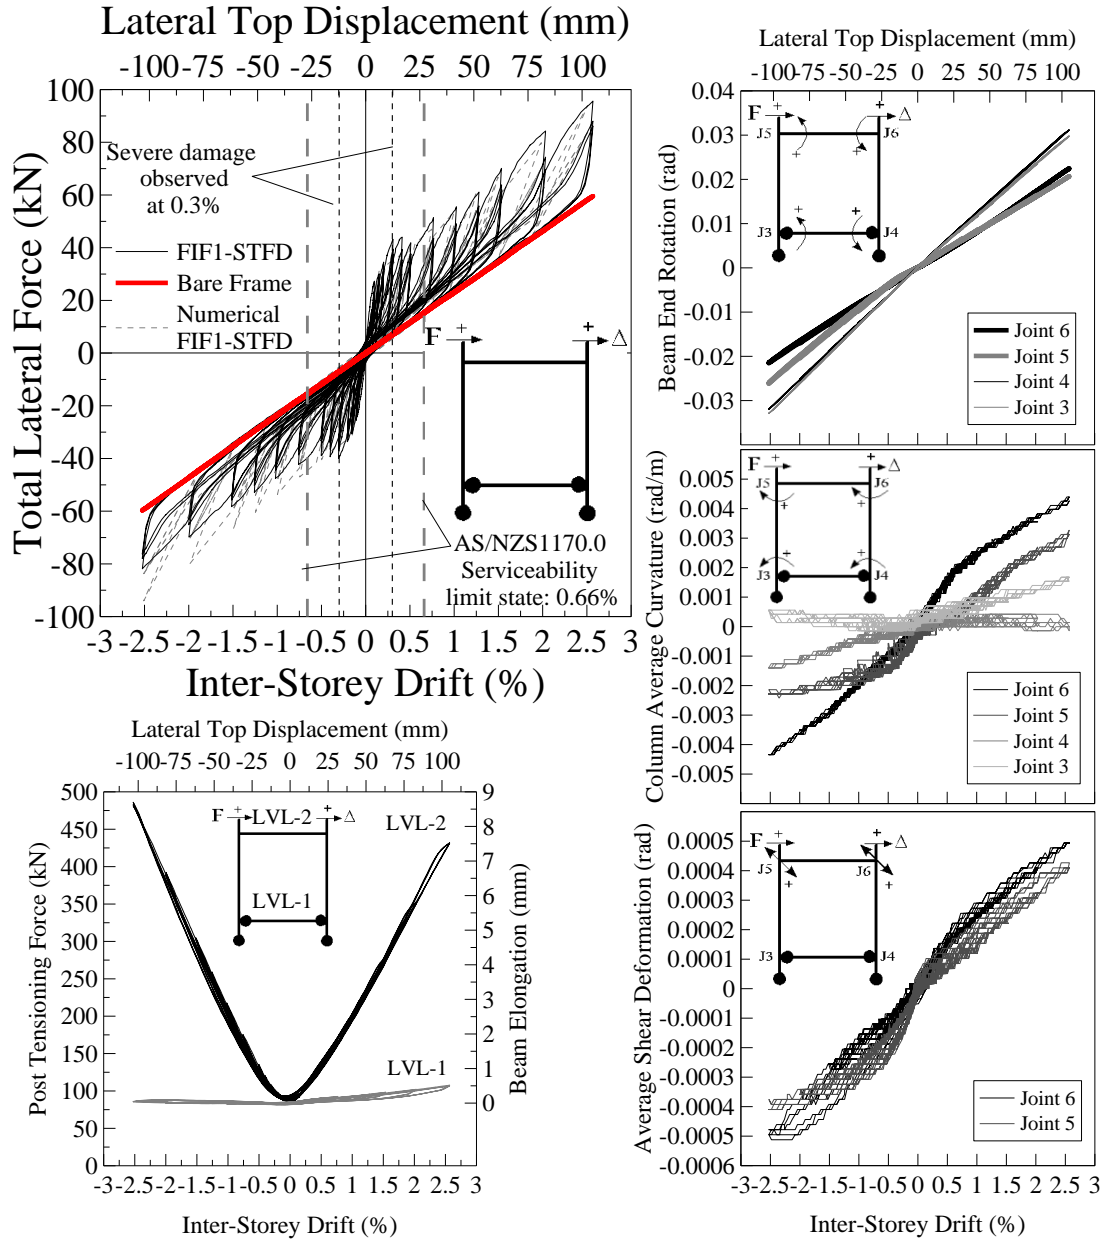 Lateral Top Displacement (mm)
-100 -75 -50 -25 0 25 50 75 100
100
80
60
40
20
0
-20
-40
-60
-80
-100
Total Lateral Force (kN)
Severe damage
observed
at 0.3%
FIF1-STFD
Bare Frame
Numerical
FIF1-STFD
F + + Δ
AS/NZS1170.0
Serviceability
limit state: 0.66%
-3 -2.5 -2 -1.5 -1 -0.5 0 0.5 1 1.5 2 2.5 3
Inter-Storey Drift (%)
Lateral Top Displacement (mm)
-100 -75 -50 -25 0 25 50 75 100
500
450
400
350
300
250
200
150
100
50
0
Post Tensioning Force (kN)
9
8
7
6
5
4
3
2
1
0
Beam Elongation (mm)
F + LVL-2 + Δ
LVL-1
LVL-2
LVL-1
-3 -2.5 -2 -1.5 -1 -0.5 0 0.5 1 1.5 2 2.5 3
Inter-Storey Drift (%)
Lateral Top Displacement (mm)
-100 -75 -50 -25 0 25 50 75 100
0.04
0.03
0.02
0.01
0
-0.01
-0.02
-0.03
Beam End Rotation (rad)
F + + Δ
J5 J6
+ +
+ +
J3 J4
Joint 6
Joint 5
Joint 4
Joint 3
0.005
0.005
0.004
0.002
0.001
0
-0.001
-0.002
-0.003
-0.004
-0.005
Column Average Curvature (rad/m)
F + + Δ
J5 J6
+ +
+ +
J3 J4
Joint 6
Joint 5
Joint 4
Joint 3
0.0005
0.0004
0.0003
0.0002
0.0001
0
-0.0001
-0.0002
-0.0003
-0.0004
-0.0005
-0.0006
Average Shear Deformation (rad)
F + + Δ
J5 J6
+ +
J3 J4
Joint 6
Joint 5
-3 -2.5 -2 -1.5 -1 -0.5 0 0.5 1 1.5 2 2.5 3
Inter-Storey Drift (%)